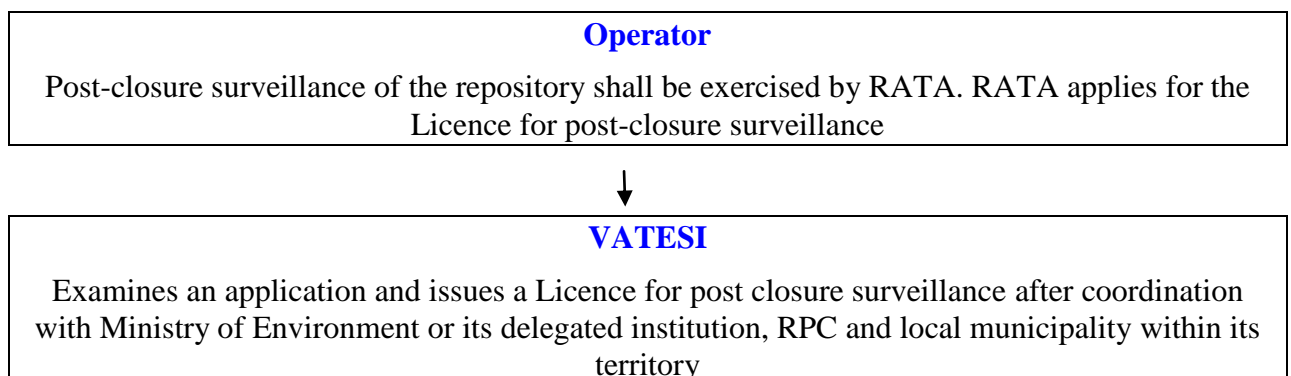 Operator
Post-closure surveillance of the repository shall be exercised by RATA. RATA applies for the
Licence for post-closure surveillance
VATESI
Examines an application and issues a Licence for post closure surveillance after coordination
with Ministry of Environment or its delegated institution, RPC and local municipality within its
territory